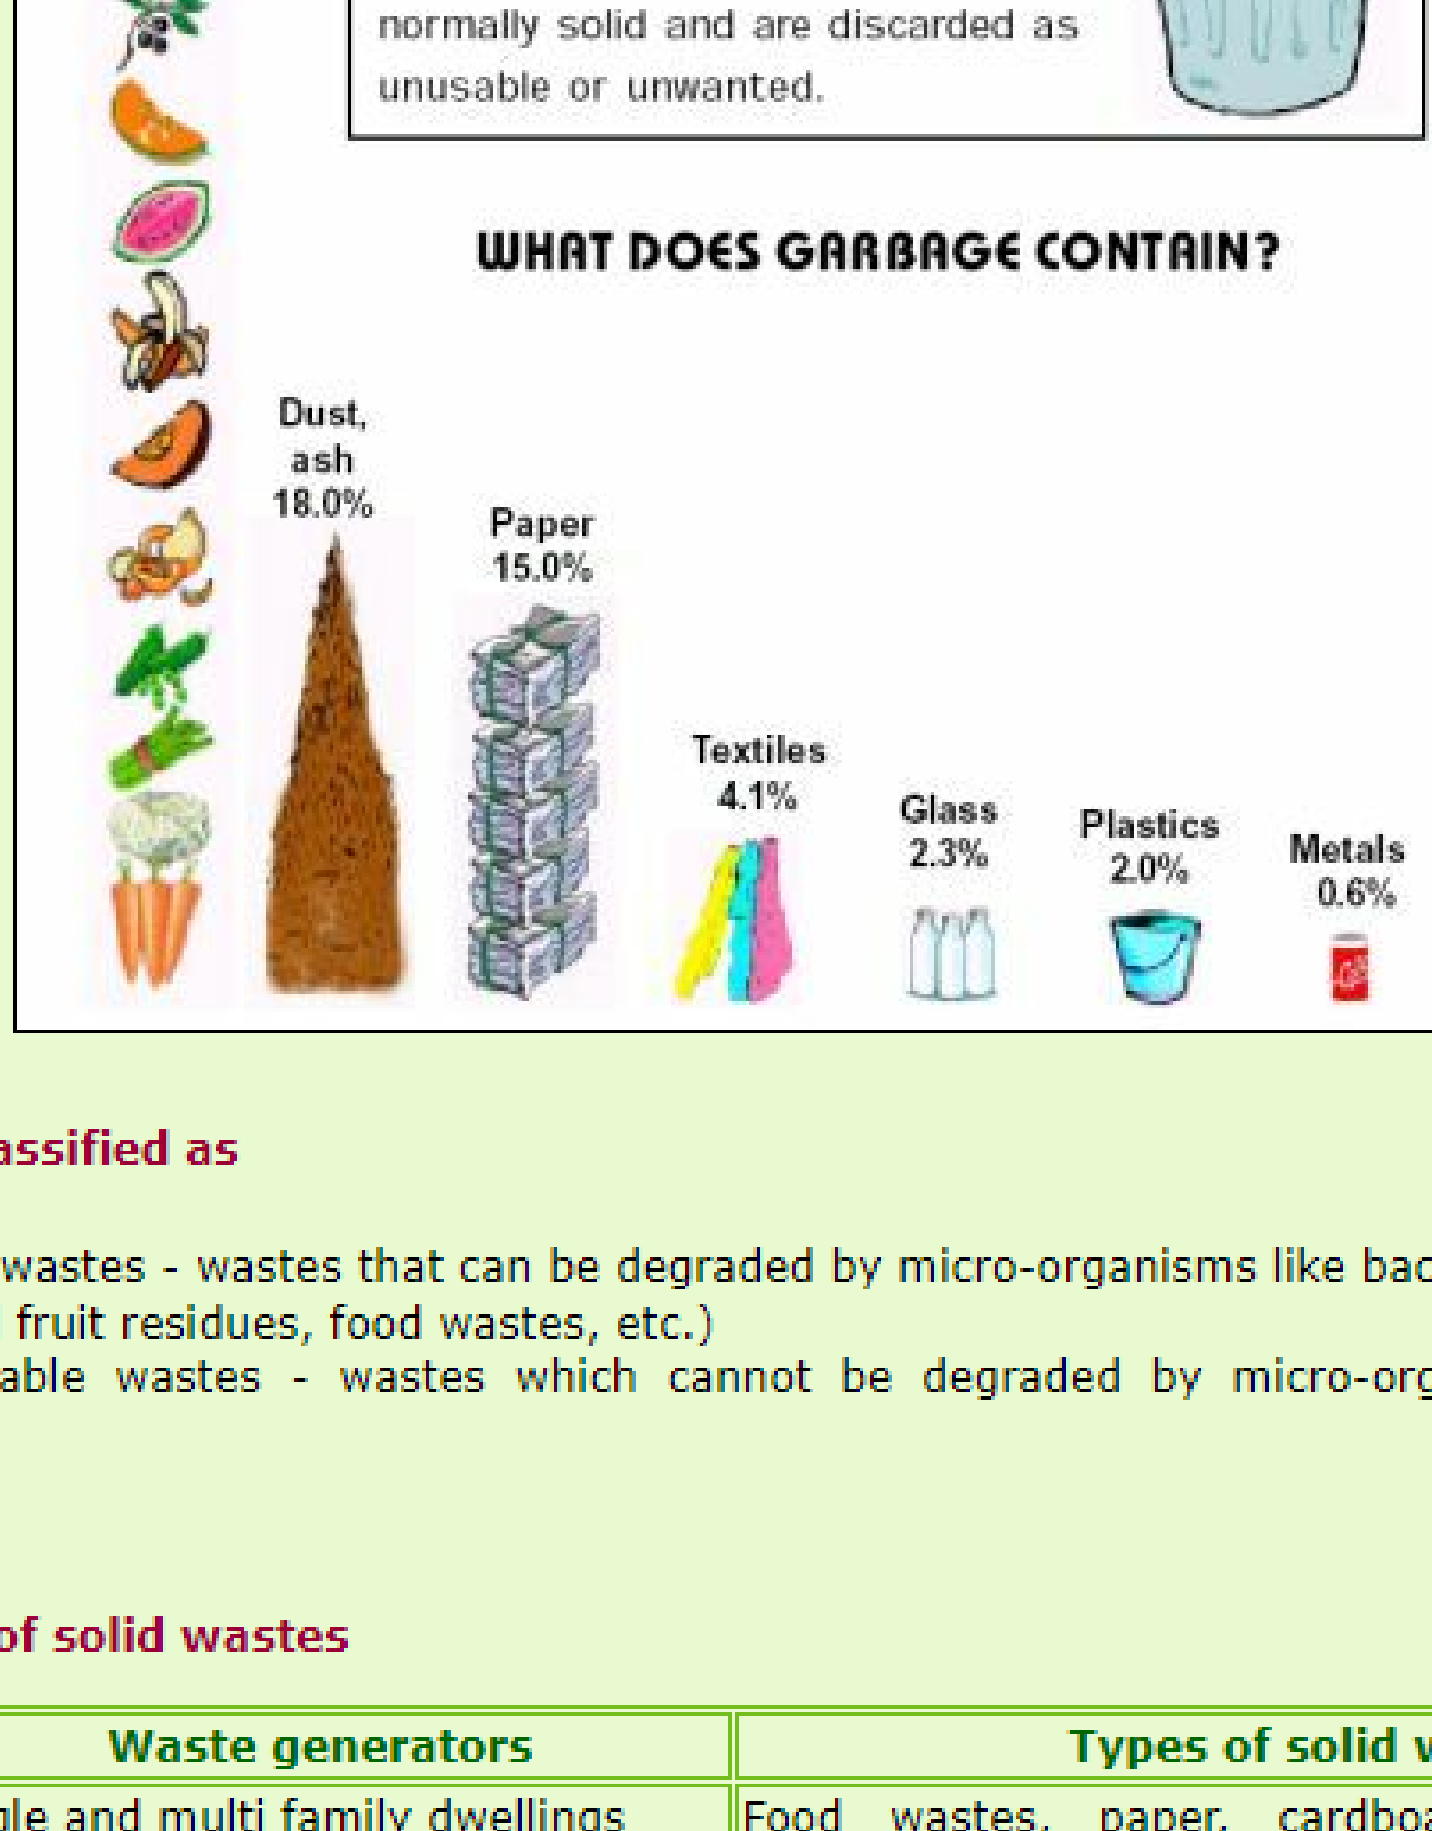 normally solid and are discarded as
unusable or unwanted.
WHAT DOES GARBAGE CONTAIN?
Dust,
ash
18.0%
Paper
15.0%
Textiles
4.1%
Glass
2.3%
Plastics
2.0%
Metals
0.6%
assified as
wastes - wastes that can be degraded by micro-organisms like bac
fruit residues, food wastes, etc.)
able wastes - wastes which cannot be degraded by micro-org
of solid wastes
Waste generators
Types of solid w
gle and multi family dwellings
Food wastes, paper, cardboa